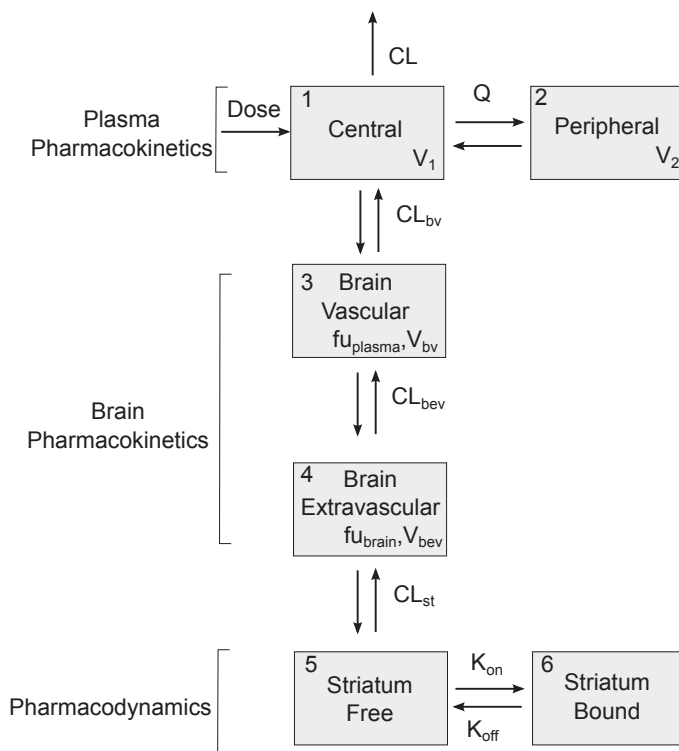 CL
1
2
Dose
Q
Plasma
Pharmacokinetics
Central
V1
Peripheral
V2
CLbv
3
Brain
Vascular
fuplasma,Vbv
CLbev
Brain
Pharmacokinetics
4
Brain
Extravascular
fubrain,Vbev
CLst
5
Striatum
Free
Kon
Koff
6
Striatum
Bound
Pharmacodynamics